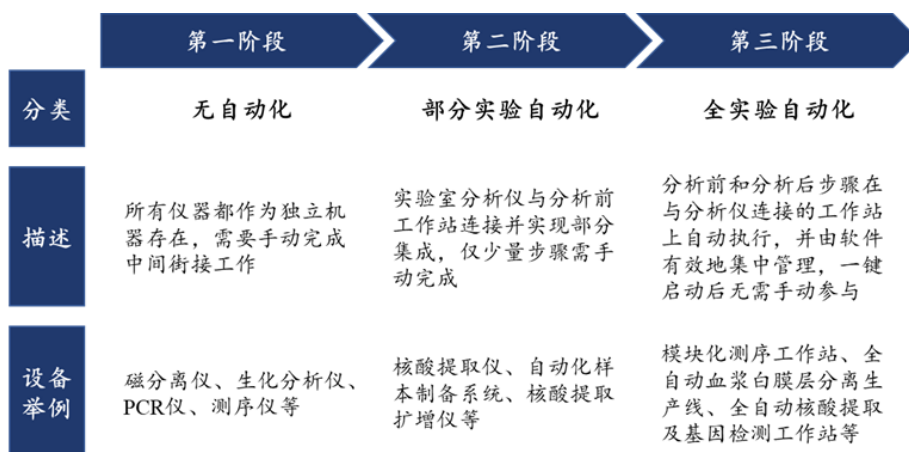 第一阶段
第二阶段
第三阶段
分类
无自动化
部分实验自动化
全实验自动化
描述
所有仪器都作为独立机
器存在，需要手动完成
中间街接工作
实验室分析仪与分析前
工作站连接并实现部分
集成，仅少量步骤需手
动完成
分析前和分析后步骤在
与分析仪连接的工作站
上自动执行，并由软件
有效地集中管理，一键
启动后无需手动参与
设备
举例
磁分离仪、生化分析仪、
PCR仪、测序仪等
核酸提取仪、自动化样
本制备系统、核酸提取
扩增仪等
模块化测序工作站、全
自动血浆白膜层分离生
产线、全自动核酸提取
及基因检测工作站等